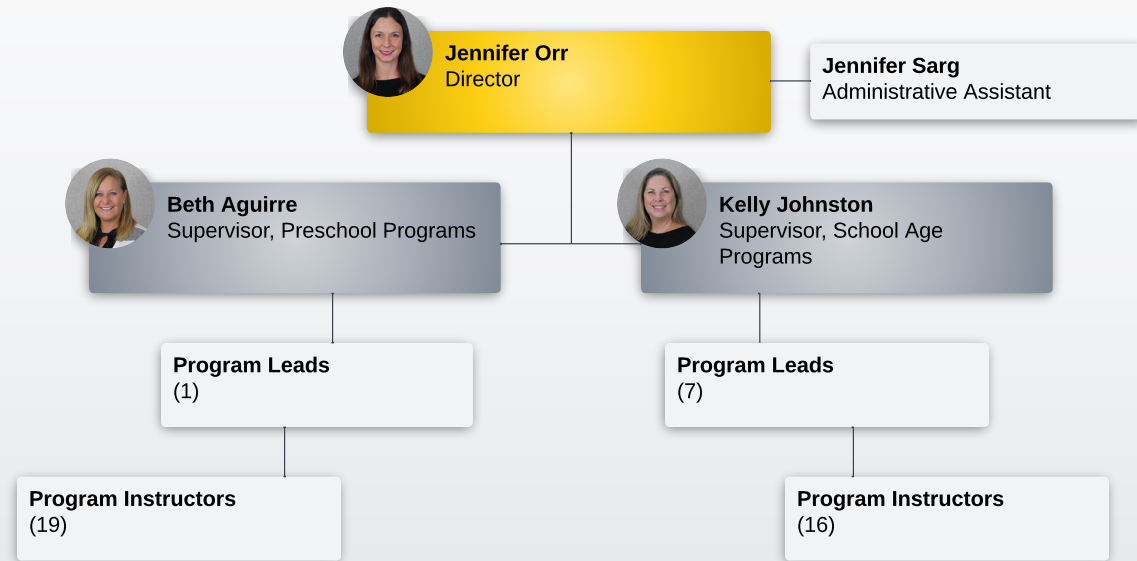 Jennifer Orr
Director
Jennifer Sarg
Administrative Assistant
Beth Aguirre
Supervisor, Preschool Programs
Kelly Johnston
Supervisor, School Age
Programs
Program Leads
(1)
Program Leads
(7)
Program Instructors
(19)
Program Instructors
(16)